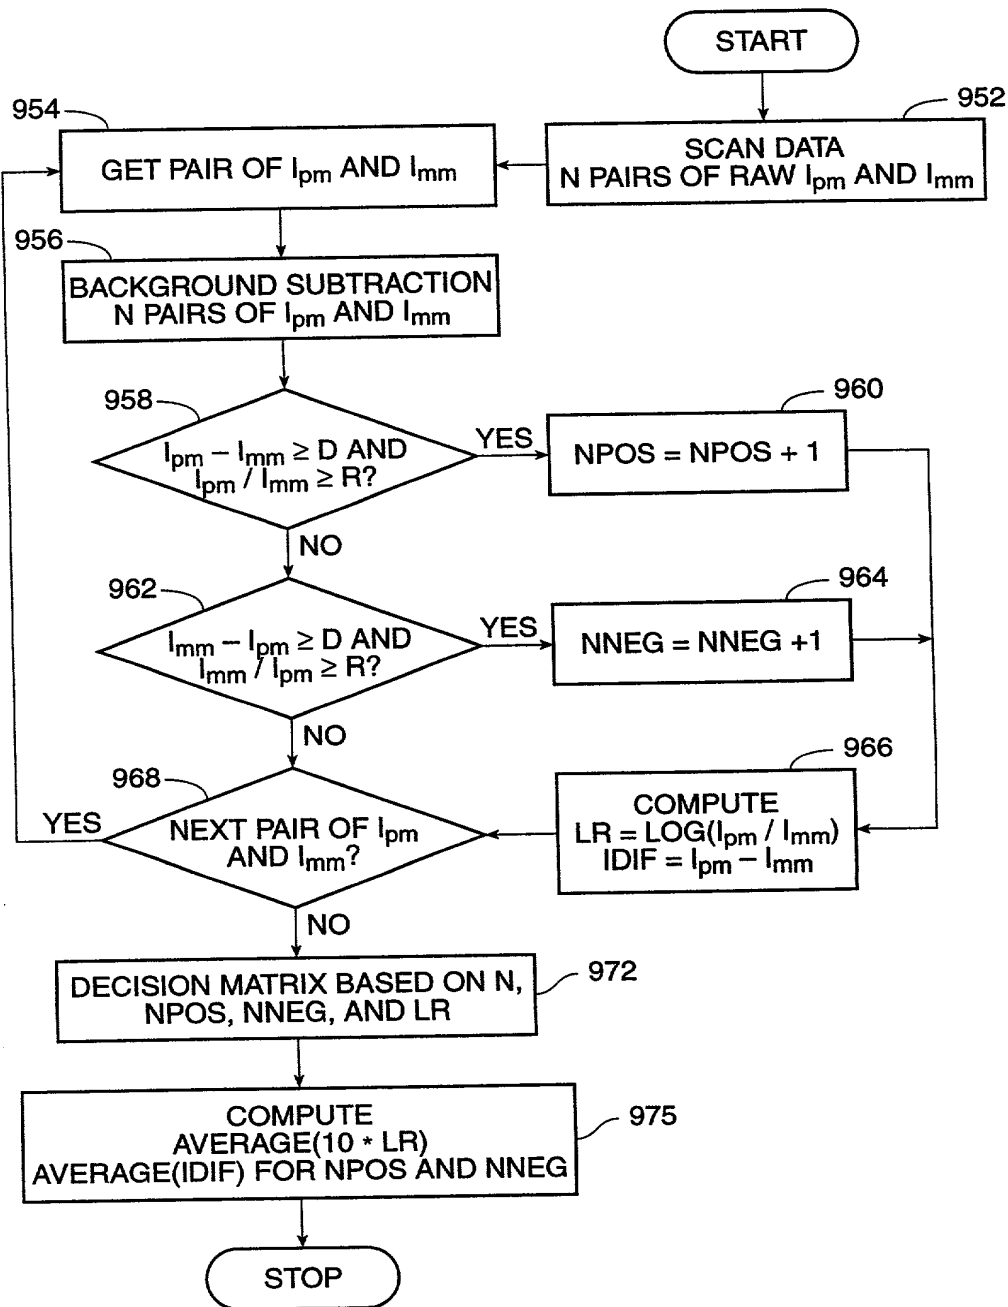 START
952
SCAN DATA
N PAIRS OF RAW Ipm AND Imm
954
GET PAIR OF Ipm AND Imm
956
BACKGROUND SUBTRACTION
N PAIRS OF Ipm AND Imm
958
Ipm – Imm ≥ D AND
Ipm / Imm ≥ R?
YES
960
NPOS = NPOS + 1
NO
962
Imm – Ipm ≥ D AND
Imm / Ipm ≥ R?
YES
964
NNEG = NNEG +1
NO
966
COMPUTE
LR = LOG(Ipm / Imm)
IDIF = Ipm – Imm
968
YES
NEXT PAIR OF Ipm
AND Imm?
NO
972
DECISION MATRIX BASED ON N,
NPOS, NNEG, AND LR
975
COMPUTE
AVERAGE(10 * LR)
AVERAGE(IDIF) FOR NPOS AND NNEG
STOP